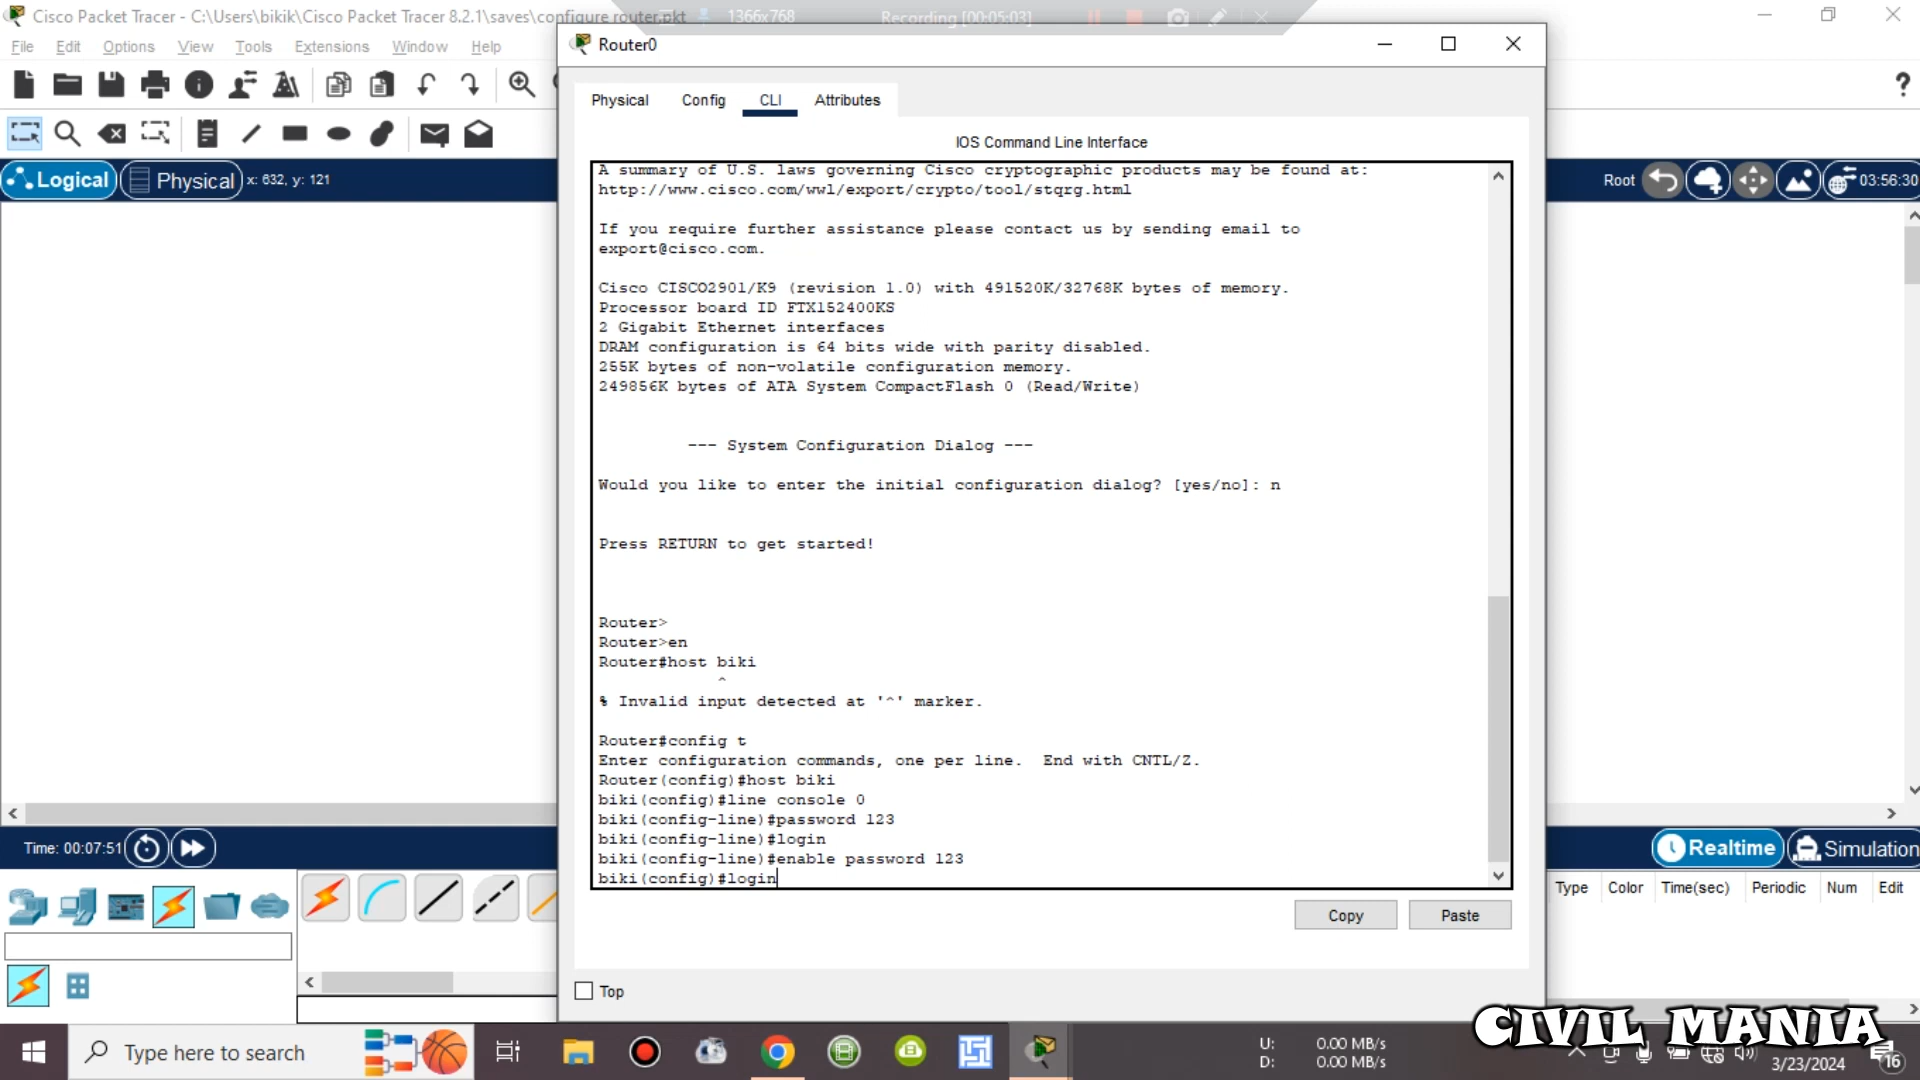 Cisco Packet Tracer - C:\Users\bikik\Cisco Packet Tracer 8.2.1\saves\configure router.pkt
1366x768
Recording [00:05:03]
File Edit Options View Tools Extensions Window Help
Router0
Physical Config CLI Attributes
IOS Command Line Interface
Logical
Physical
x: 632, y: 121
Root
03:56:30
A summary of U.S. laws governing Cisco cryptographic products may be found at:
http://www.cisco.com/wwl/export/crypto/tool/stqrg.html
If you require further assistance please contact us by sending email to
export@cisco.com.
Cisco CISCO2901/K9 (revision 1.0) with 491520K/32768K bytes of memory.
Processor board ID FTX152400KS
2 Gigabit Ethernet interfaces
DRAM configuration is 64 bits wide with parity disabled.
255K bytes of non-volatile configuration memory.
249856K bytes of ATA System CompactFlash 0 (Read/Write)
--- System Configuration Dialog ---
Would you like to enter the initial configuration dialog? [yes/no]: n
Press RETURN to get started!
Router>
Router>en
Router#host biki
^
% Invalid input detected at '^' marker.
Router#config t
Enter configuration commands, one per line.  End with CNTL/Z.
Router(config)#host biki
biki(config)#line console 0
biki(config-line)#password 123
biki(config-line)#login
biki(config-line)#enable password 123
biki(config)#login
Copy
Paste
Top
Time: 00:07:51
Realtime
Simulation
Type Color Time(sec) Periodic Num Edit
CIVIL MANIA
Type here to search
U: 0.00 MB/s
D: 0.00 MB/s
3/23/2024
16